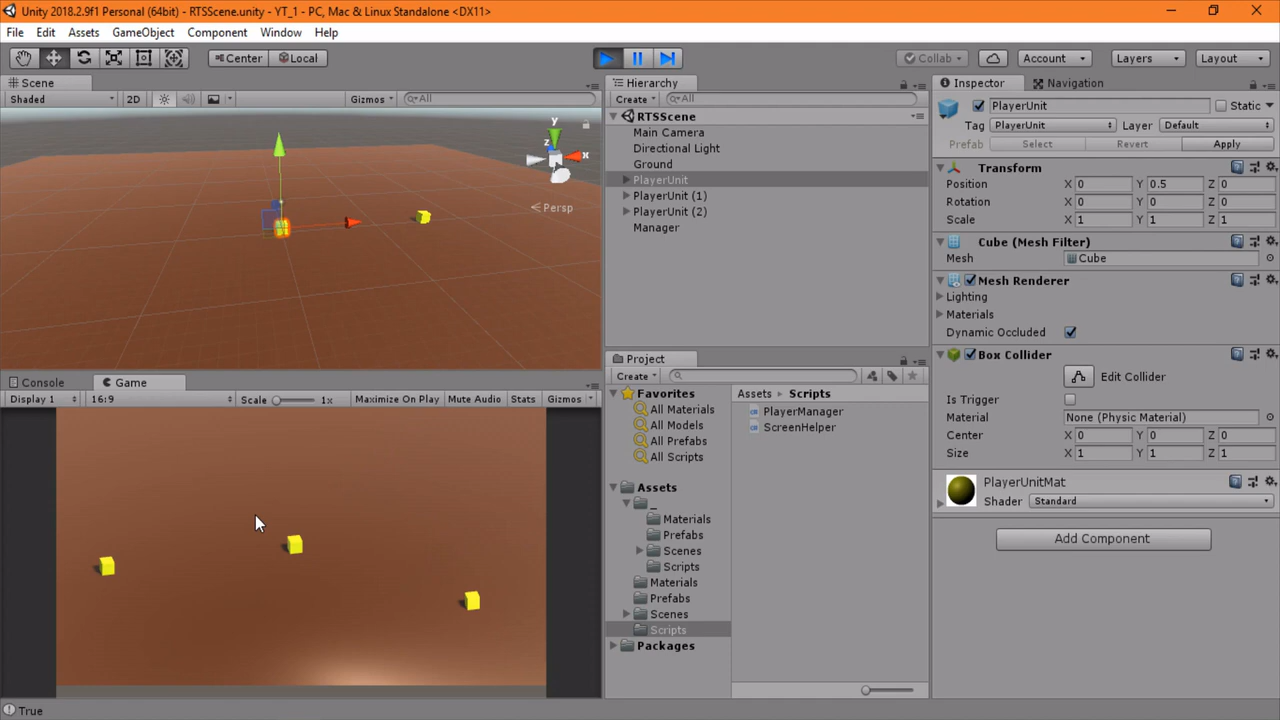 Unity 2018.2.9f1 Personal (64bit) - RTSScene.unity - YT_1 - PC, Mac & Linux Standalone <DX11>
File Edit Assets GameObject Component Window Help
Center Local
Collab Account Layers Layout
Scene
Shaded 2D Gizmos All
y
z
x
Persp
Console Game
Display 1 16:9 Scale 1x Maximize On Play Mute Audio Stats Gizmos
Hierarchy
Create All
RTSScene
Main Camera
Directional Light
Ground
PlayerUnit
PlayerUnit (1)
PlayerUnit (2)
Manager
Project
Create
Favorites
All Materials
All Models
All Prefabs
All Scripts
Assets
_
Materials
Prefabs
Scenes
Scripts
Materials
Prefabs
Scenes
Scripts
Packages
Assets Scripts
PlayerManager
ScreenHelper
Inspector Navigation
PlayerUnit Static
Tag PlayerUnit Layer Default
Prefab Select Revert Apply
Transform
Position X 0 Y 0.5 Z 0
Rotation X 0 Y 0 Z 0
Scale X 1 Y 1 Z 1
Cube (Mesh Filter)
Mesh Cube
Mesh Renderer
Lighting
Materials
Dynamic Occluded
Box Collider
Edit Collider
Is Trigger
Material None (Physic Material)
Center X 0 Y 0 Z 0
Size X 1 Y 1 Z 1
PlayerUnitMat
Shader Standard
Add Component
True